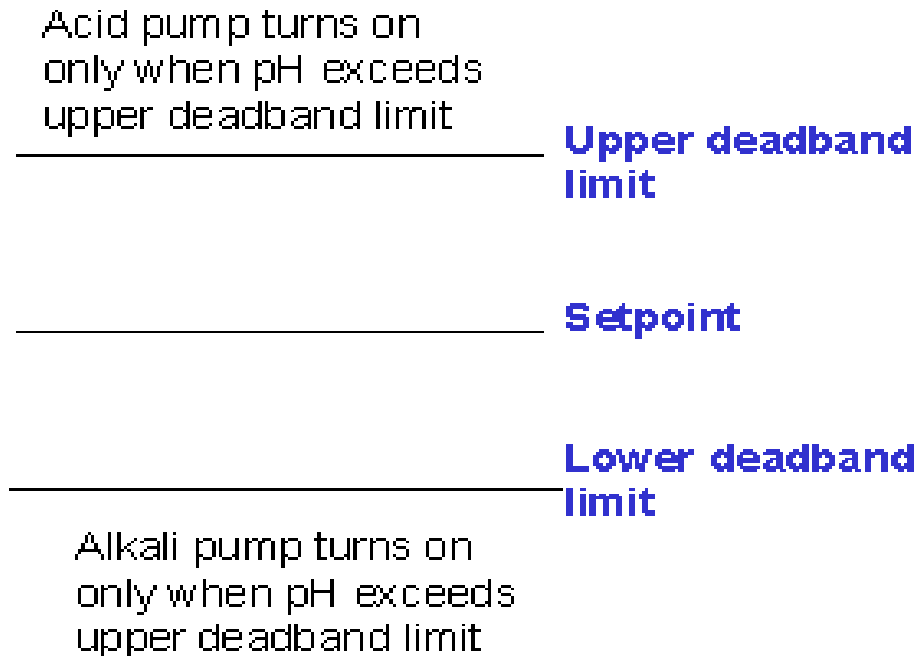 Acid pump turns on
only when pH exceeds
upper deadband limit
Upper deadband
limit
Setpoint
Lower deadband
limit
Alkali pump turns on
only when pH exceeds
upper deadband limit